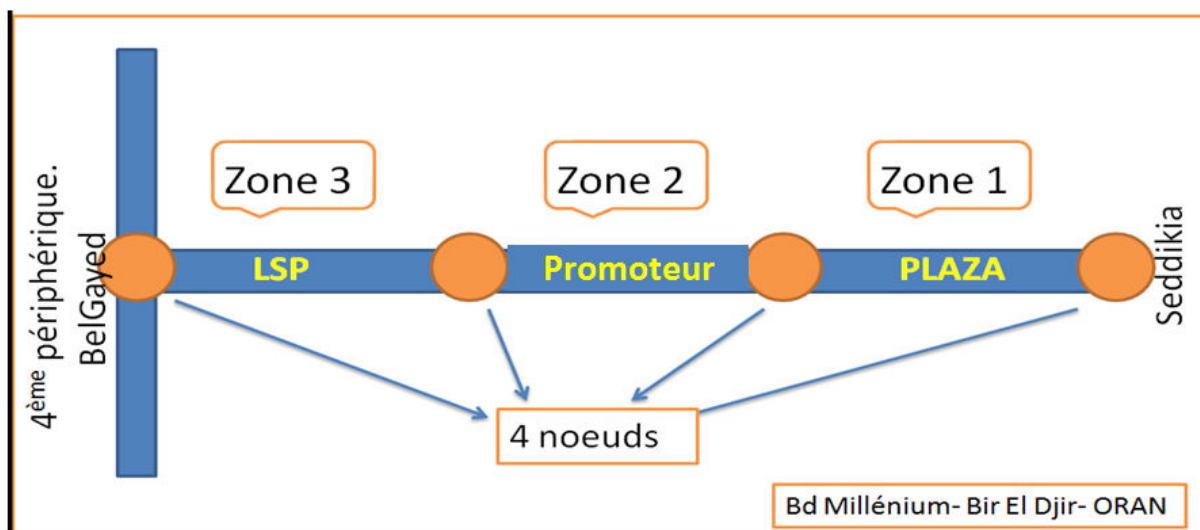 4ème périphérique.
BelGayed
Zone 3
Zone 2
Zone 1
LSP
Promoteur
PLAZA
Seddikia
4 noeuds
Bd Millénium- Bir El Djir- ORAN